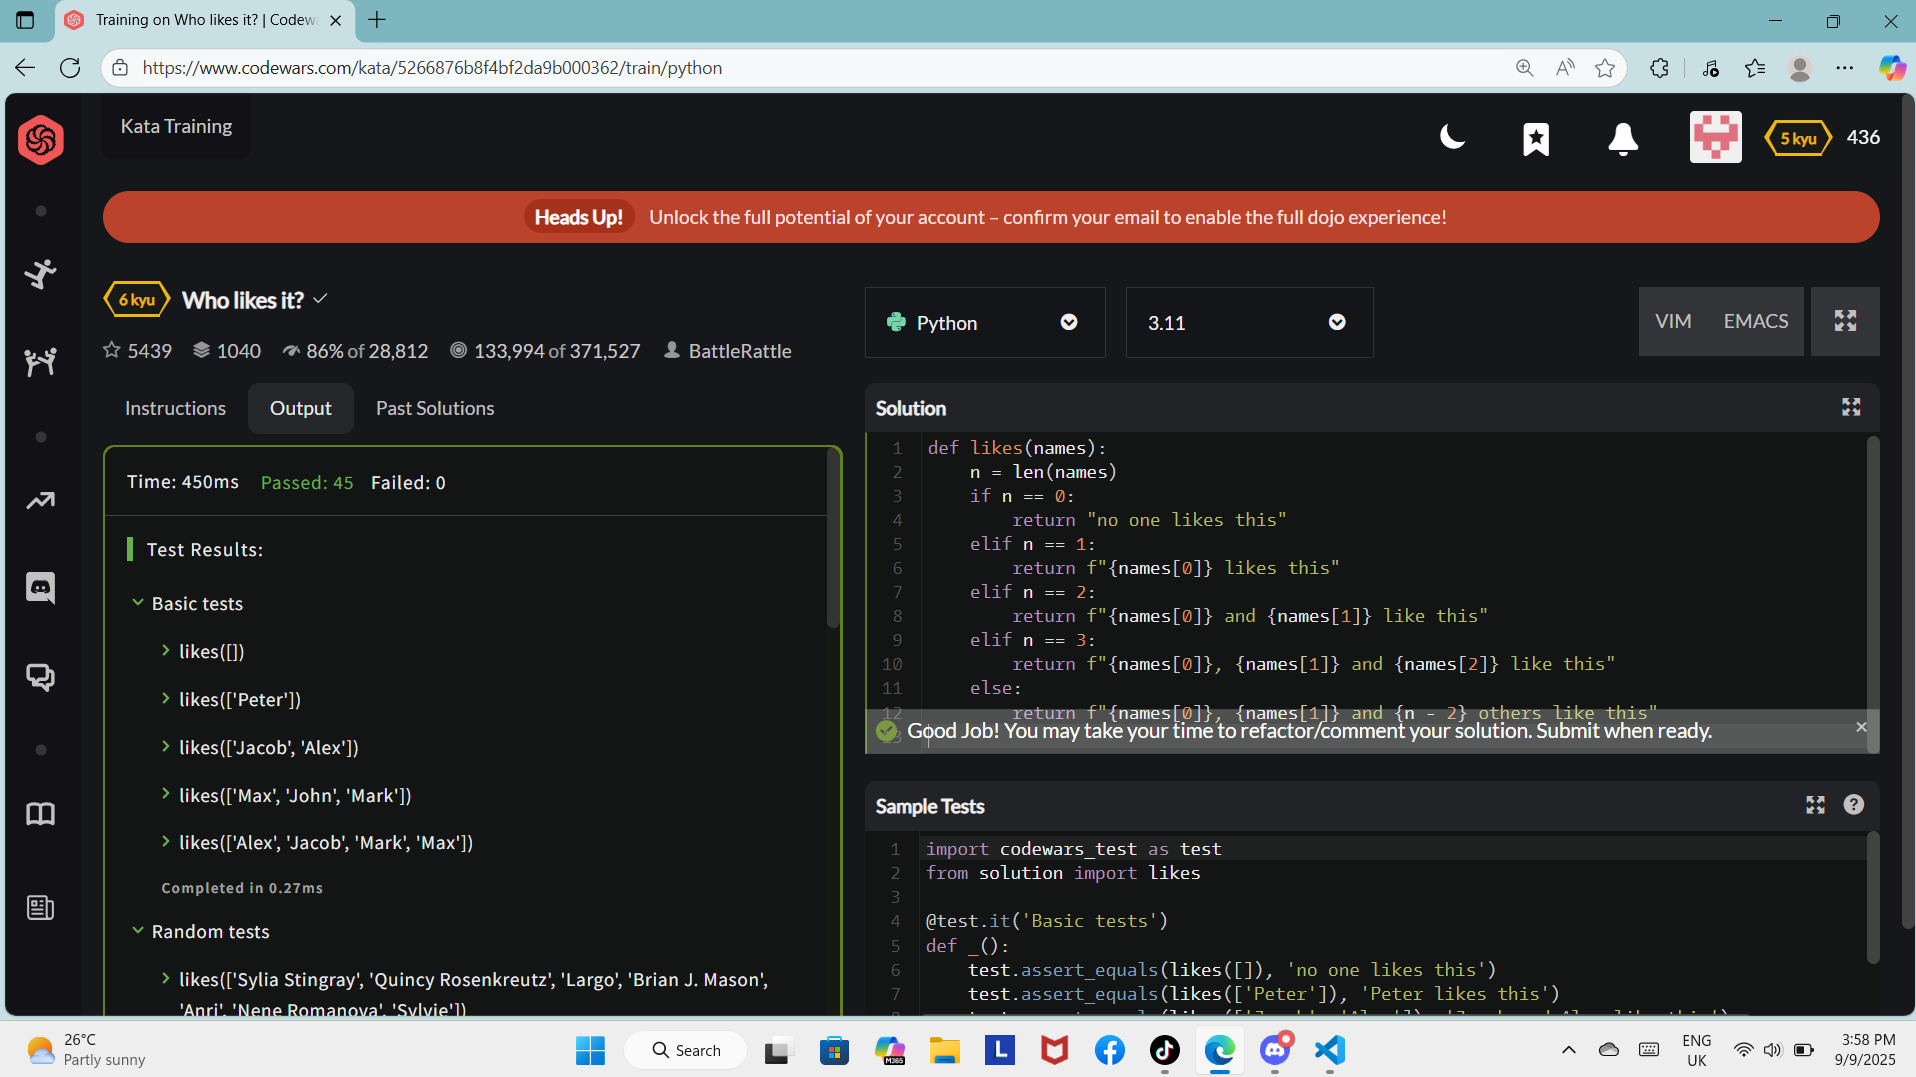 Training on Who likes it? | Codew
https://www.codewars.com/kata/5266876b8f4bf2da9b000362/train/python
Kata Training
5 kyu
436
Heads Up! Unlock the full potential of your account – confirm your email to enable the full dojo experience!
6 kyu Who likes it?
5439 1040 86% of 28,812 133,994 of 371,527 BattleRattle
Python
3.11
VIM EMACS
Instructions Output Past Solutions
Time: 450ms Passed: 45 Failed: 0
Test Results:
Basic tests
likes([])
likes(['Peter'])
likes(['Jacob', 'Alex'])
likes(['Max', 'John', 'Mark'])
likes(['Alex', 'Jacob', 'Mark', 'Max'])
Completed in 0.27ms
Random tests
likes(['Sylia Stingray', 'Quincy Rosenkreutz', 'Largo', 'Brian J. Mason',
'Anri', 'Nene Romanova', 'Sylvie'])
Solution
1 def likes(names):
2 n = len(names)
3 if n == 0:
4 return "no one likes this"
5 elif n == 1:
6 return f"{names[0]} likes this"
7 elif n == 2:
8 return f"{names[0]} and {names[1]} like this"
9 elif n == 3:
10 return f"{names[0]}, {names[1]} and {names[2]} like this"
11 else:
12 return f"{names[0]}, {names[1]} and {n - 2} others like this"
13
Good Job! You may take your time to refactor/comment your solution. Submit when ready.
Sample Tests
1 import codewars_test as test
2 from solution import likes
3
4 @test.it('Basic tests')
5 def _():
6 test.assert_equals(likes([]), 'no one likes this')
7 test.assert_equals(likes(['Peter']), 'Peter likes this')
26°C
Partly sunny
Search
M365
L
ENG
UK
3:58 PM
9/9/2025